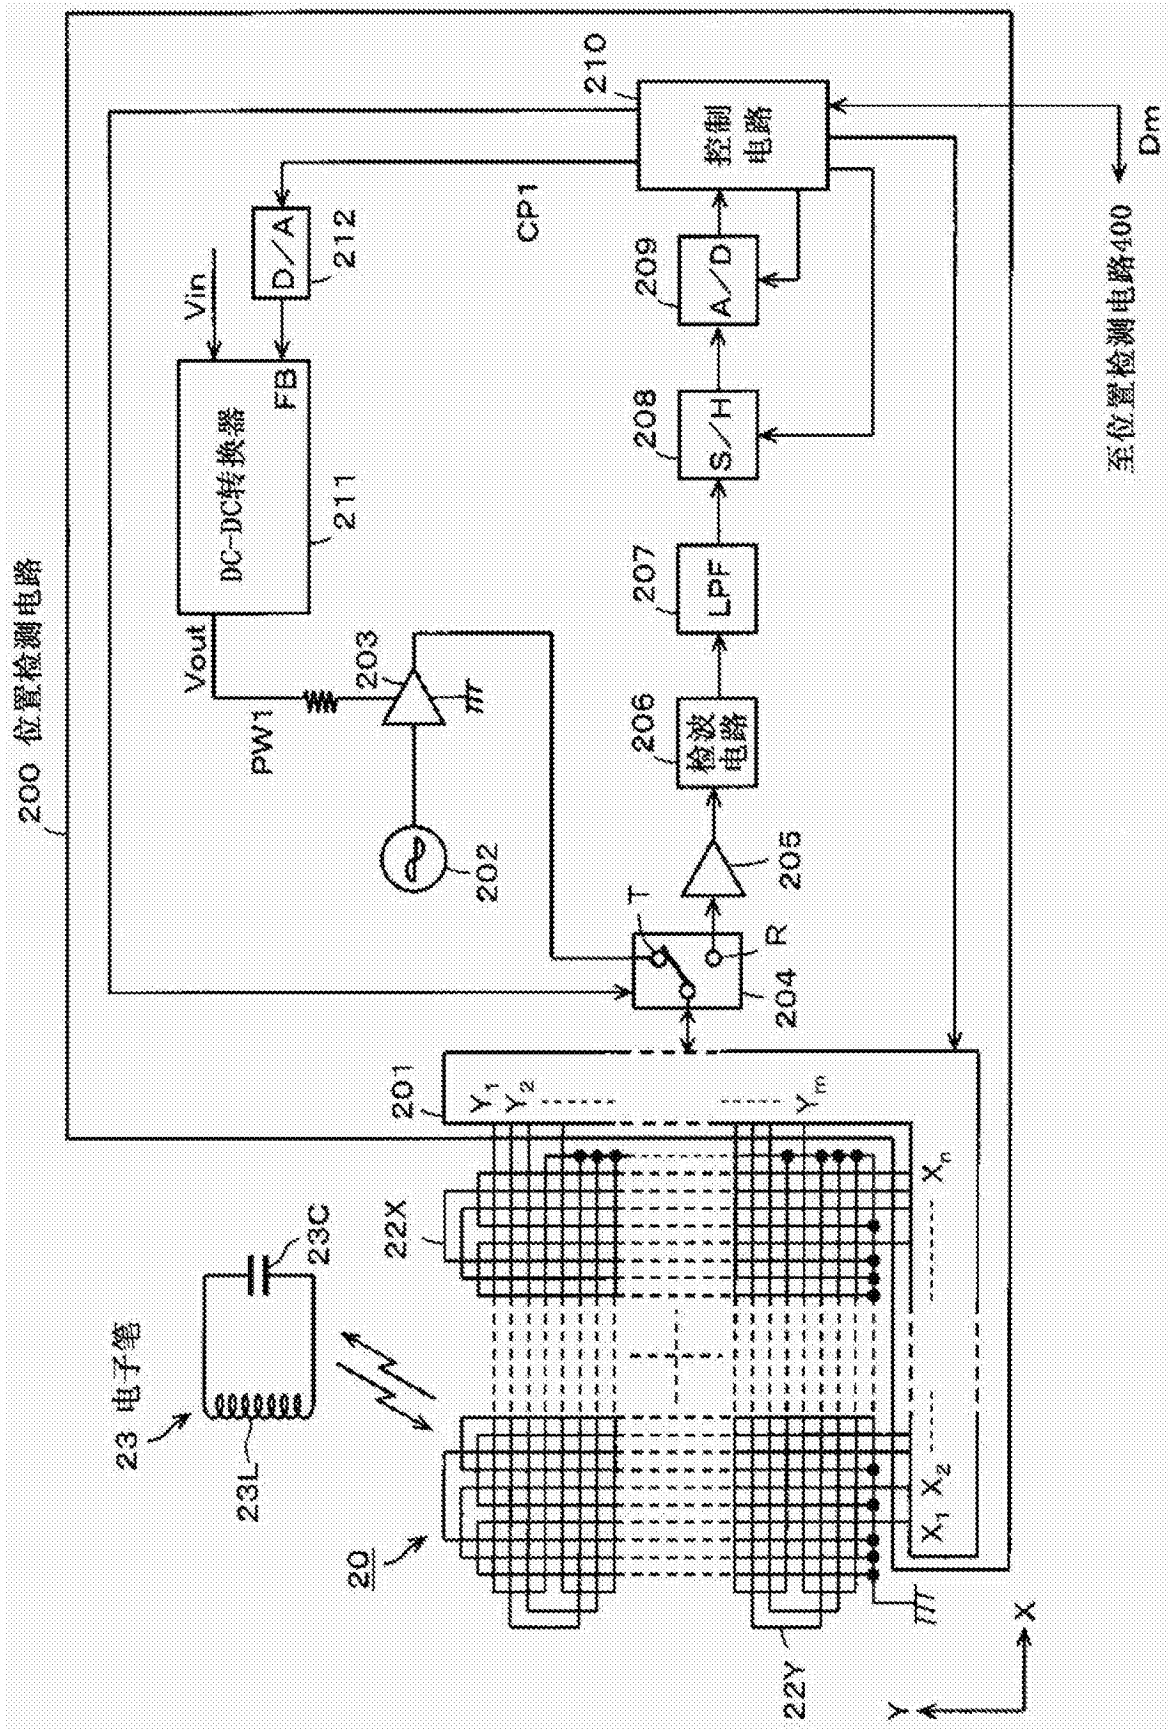 200 位置检测电路
23 电子笔
23L
23C
20
22X
22Y
Y
X
201
Y1
Y2
Ym
X1
X2
Xn
202
203
PW1
Vout
DC-DC转换器
FB
211
Vin
D/A
212
CP1
204
T
R
205
检波
电路
206
LPF
207
S/H
208
A/D
209
控制
电路
210
Dm
至位置检测电路400